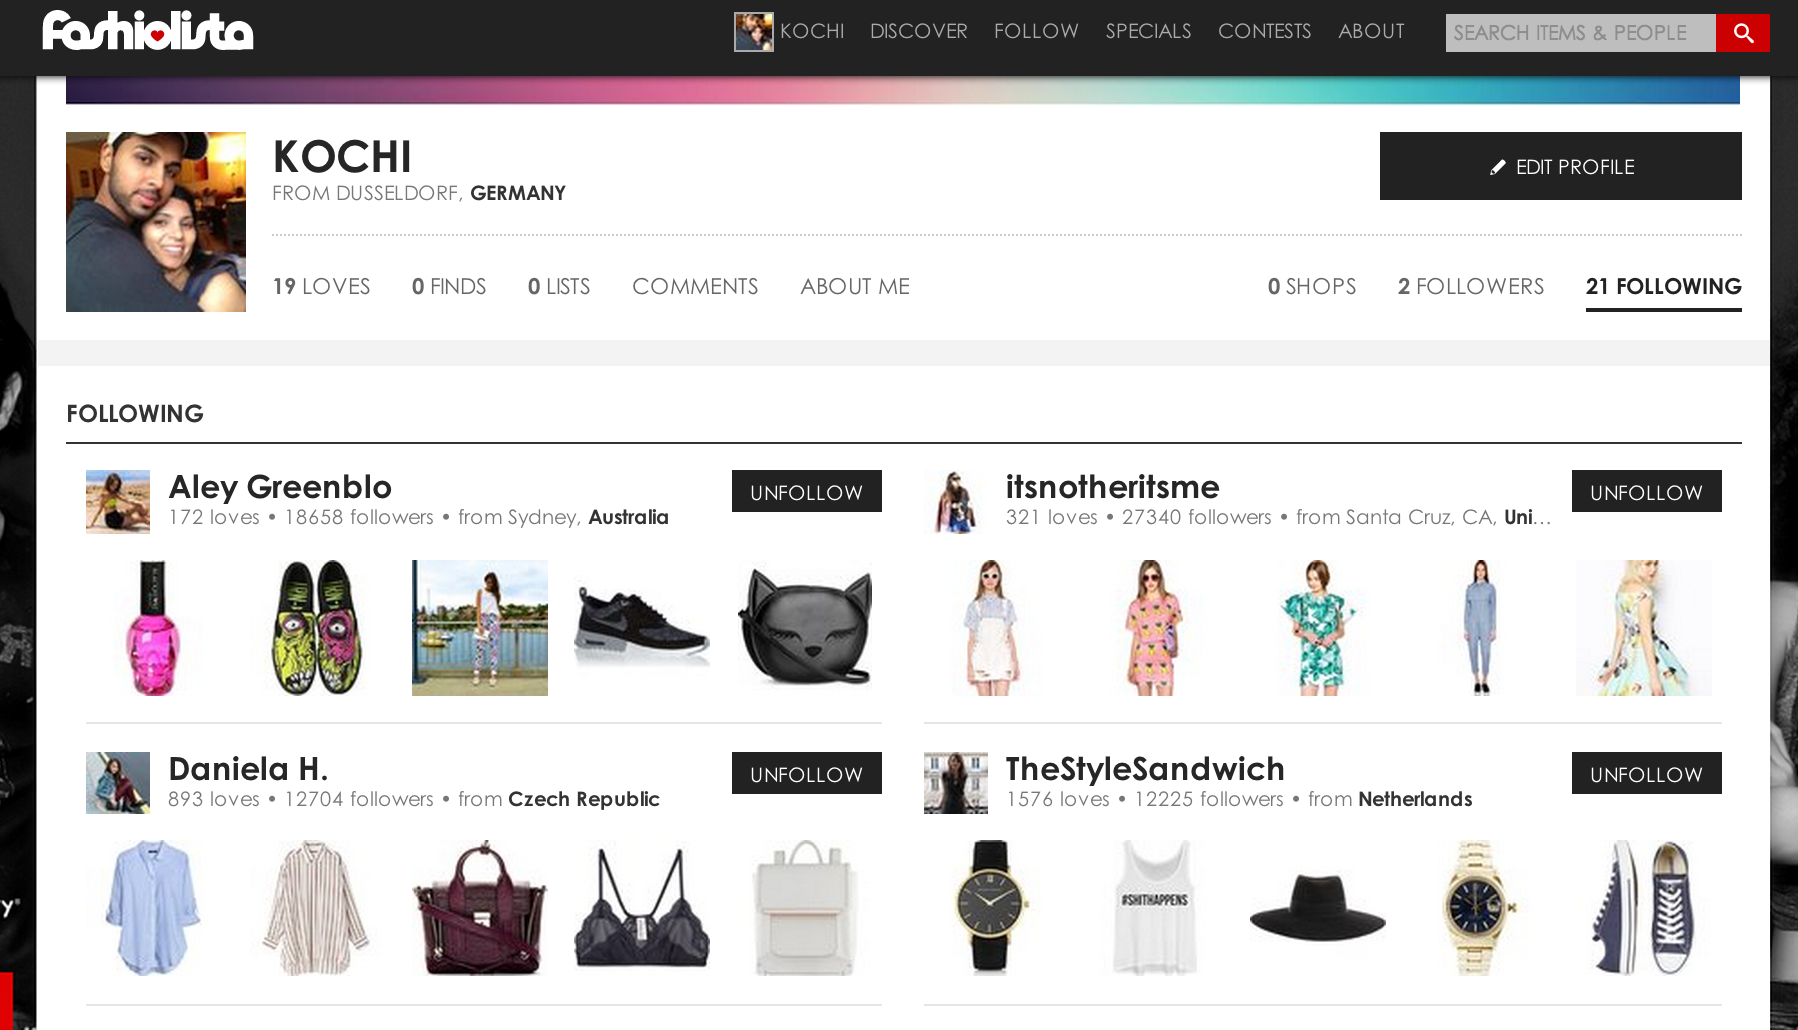 Fashiolista
KOCHI DISCOVER FOLLOW SPECIALS CONTESTS ABOUT SEARCH ITEMS & PEOPLE
KOCHI
EDIT PROFILE
FROM DUSSELDORF, GERMANY
19 LOVES 0 FINDS 0 LISTS COMMENTS ABOUT ME 0 SHOPS 2 FOLLOWERS 21 FOLLOWING
FOLLOWING
Aley Greenblo
UNFOLLOW
172 loves • 18658 followers • from Sydney, Australia
itsnotheritsme
UNFOLLOW
321 loves • 27340 followers • from Santa Cruz, CA, Uni...
Daniela H.
UNFOLLOW
893 loves • 12704 followers • from Czech Republic
TheStyleSandwich
UNFOLLOW
1576 loves • 12225 followers • from Netherlands
#SHITHAPPENS